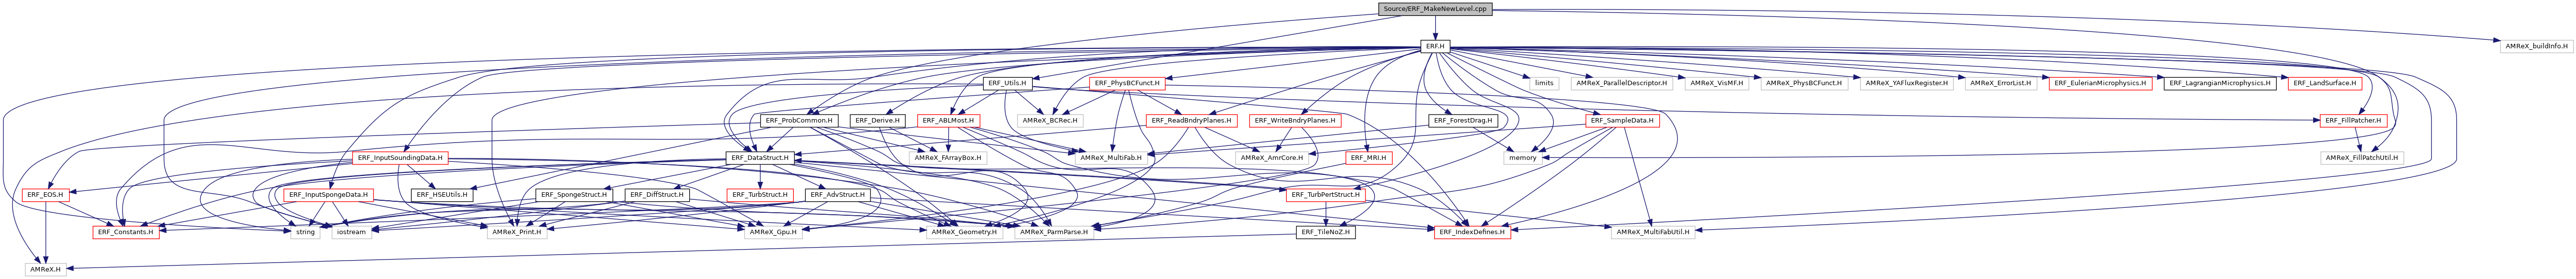 Source/ERF_MakeNewLevel.cpp
ERF.H
AMReX_buildInfo.H
ERF_Utils.H
ERF_PhysBCFunct.H
limits
AMReX_ParallelDescriptor.H
AMReX_VisMF.H
AMReX_PhysBCFunct.H
AMReX_YAFluxRegister.H
AMReX_ErrorList.H
ERF_EulerianMicrophysics.H
ERF_LagrangianMicrophysics.H
ERF_LandSurface.H
ERF_ProbCommon.H
ERF_Derive.H
ERF_ABLMost.H
AMReX_BCRec.H
ERF_ReadBndryPlanes.H
ERF_WriteBndryPlanes.H
ERF_ForestDrag.H
ERF_SampleData.H
ERF_FillPatcher.H
ERF_InputSoundingData.H
ERF_DataStruct.H
AMReX_FArrayBox.H
AMReX_MultiFab.H
AMReX_AmrCore.H
ERF_MRI.H
memory
AMReX_FillPatchUtil.H
ERF_EOS.H
ERF_InputSpongeData.H
ERF_HSEUtils.H
ERF_SpongeStruct.H
ERF_DiffStruct.H
ERF_TurbStruct.H
ERF_AdvStruct.H
ERF_TurbPertStruct.H
ERF_Constants.H
string
iostream
AMReX_Print.H
AMReX_Gpu.H
AMReX_Geometry.H
AMReX_ParmParse.H
ERF_TileNoZ.H
ERF_IndexDefines.H
AMReX_MultiFabUtil.H
AMReX.H